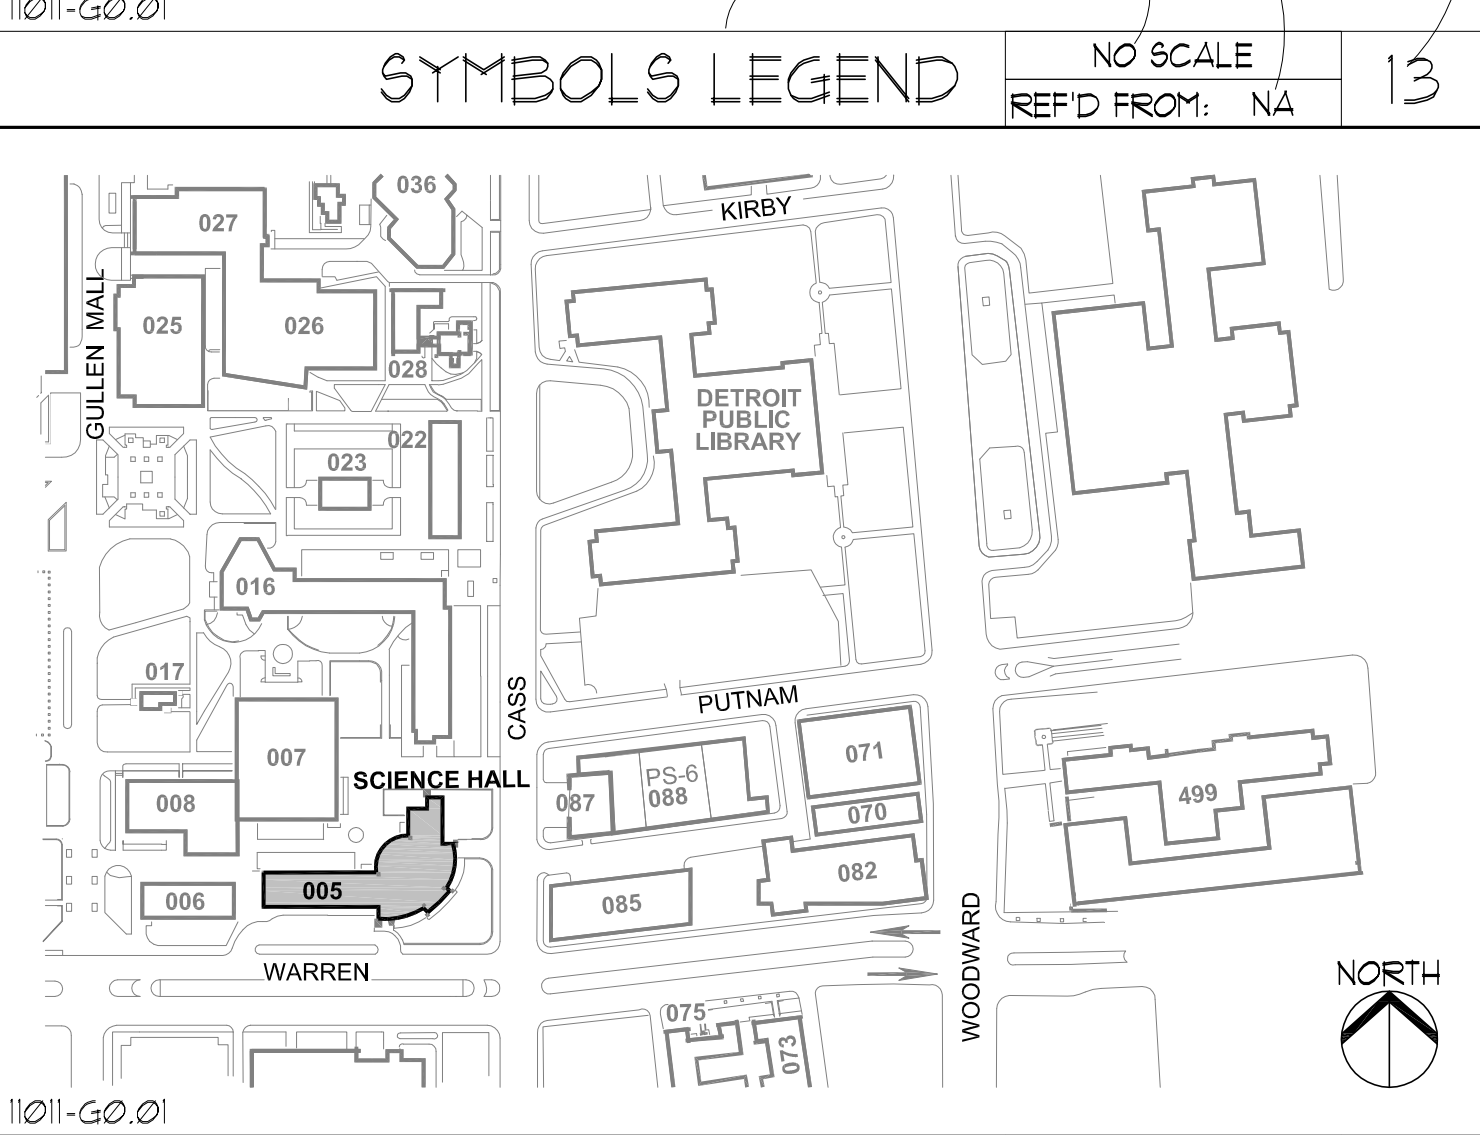 11011-G0.01
SYMBOLS LEGEND
NO SCALE
REF'D FROM: NA
13
036
027
KIRBY
GULLEN MALL
025
026
028
DETROIT
PUBLIC
LIBRARY
022
023
016
017
CASS
PUTNAM
007
SCIENCE HALL
008
087
PS-6
088
071
070
499
005
006
085
082
WOODWARD
WARREN
NORTH
075
073
11011-G0.01